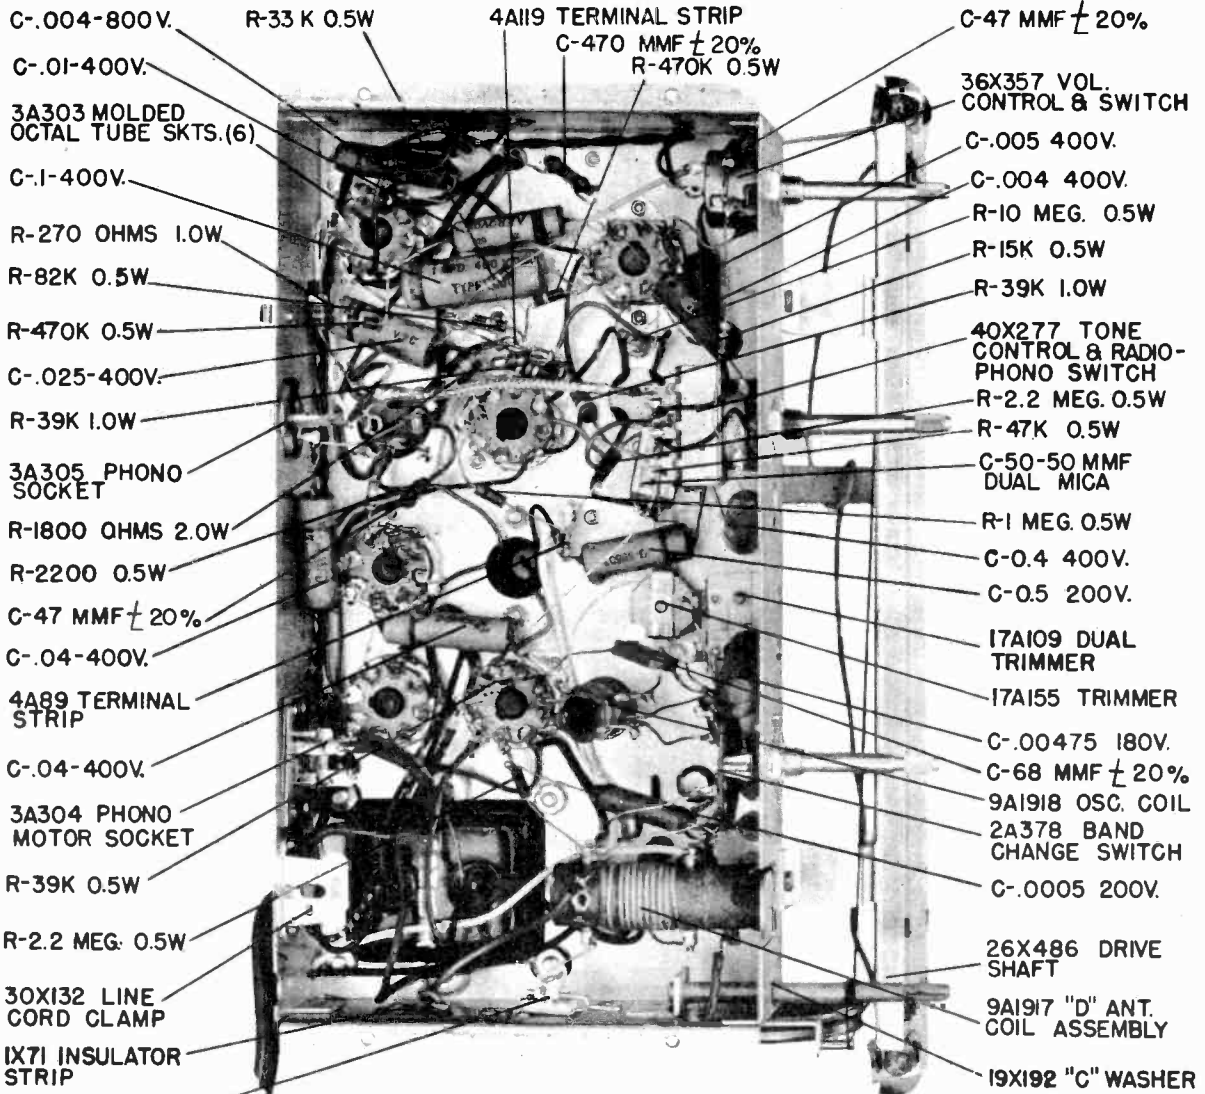 C-.004-800V.
R-33 K 0.5W
4A119 TERMINAL STRIP
C-470 MMF ± 20%
R-470K 0.5W
C-47 MMF ± 20%
C-.01-400V.
3A303 MOLDED
OCTAL TUBE SKTS.(6)
C-.1-400V.
R-270 OHMS 1.0W
R-82K 0.5W
R-470K 0.5W
C-.025-400V.
R-39K 1.0W
3A305 PHONO
SOCKET
R-1800 OHMS 2.0W
R-2200 0.5W
C-47 MMF ± 20%
C-.04-400V.
4A89 TERMINAL
STRIP
C-.04-400V.
3A304 PHONO
MOTOR SOCKET
R-39K 0.5W
R-2.2 MEG. 0.5W
30X132 LINE
CORD CLAMP
1X71 INSULATOR
STRIP
36X357 VOL.
CONTROL & SWITCH
C-.005 400V.
C-.004 400V.
R-10 MEG. 0.5W
R-15K 0.5W
R-39K 1.0W
40X277 TONE
CONTROL & RADIO-
PHONO SWITCH
R-2.2 MEG. 0.5W
R-47K 0.5W
C-50-50 MMF
DUAL MICA
R-1 MEG. 0.5W
C-0.4 400V.
C-0.5 200V.
17A109 DUAL
TRIMMER
17A155 TRIMMER
C-.00475 180V.
C-68 MMF ± 20%
9A1918 OSC. COIL
2A378 BAND
CHANGE SWITCH
C-.0005 200V.
26X486 DRIVE
SHAFT
9A1917 "D" ANT.
COIL ASSEMBLY
19X192 "C" WASHER
TYPE